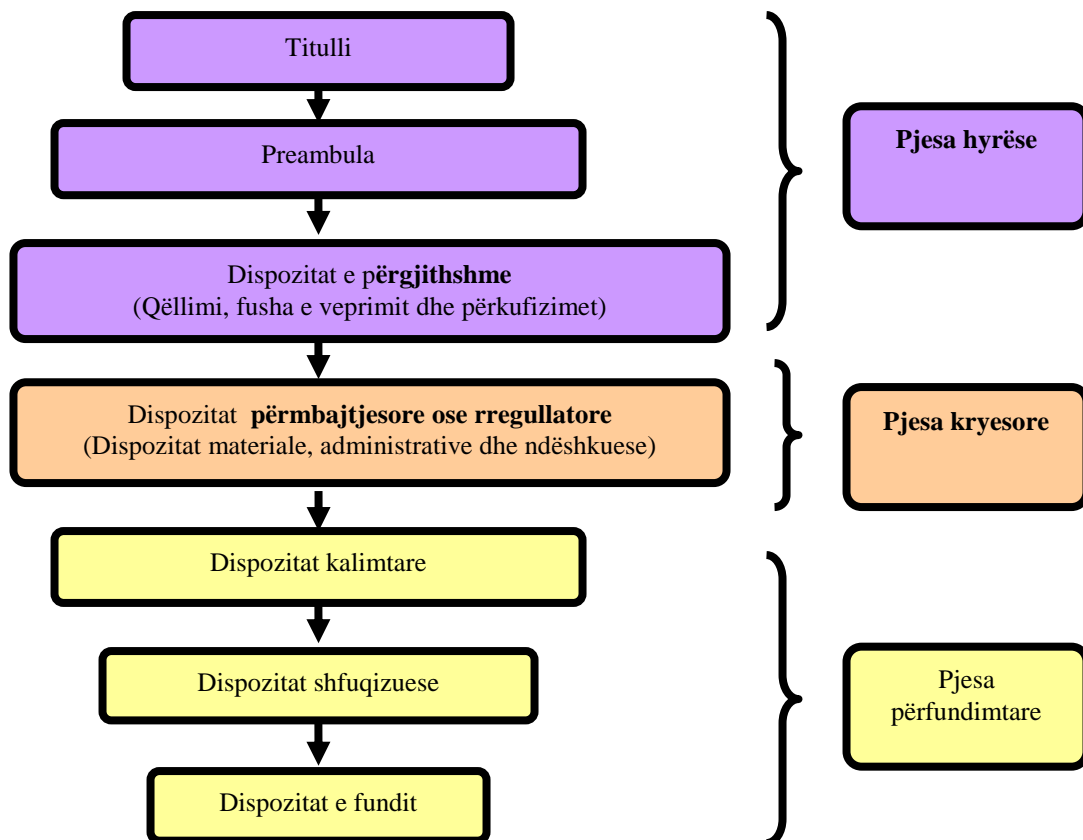 Titulli
Preambula
Dispozitat e përgjithshme
(Qëllimi, fusha e veprimit dhe përkufizimet)
Pjesa hyrëse
Dispozitat përmbajtjesore ose rregullatore
(Dispozitat materiale, administrative dhe ndëshkuese)
Pjesa kryesore
Dispozitat kalimtare
Dispozitat shfuqizuese
Dispozitat e fundit
Pjesa
përfundimtare